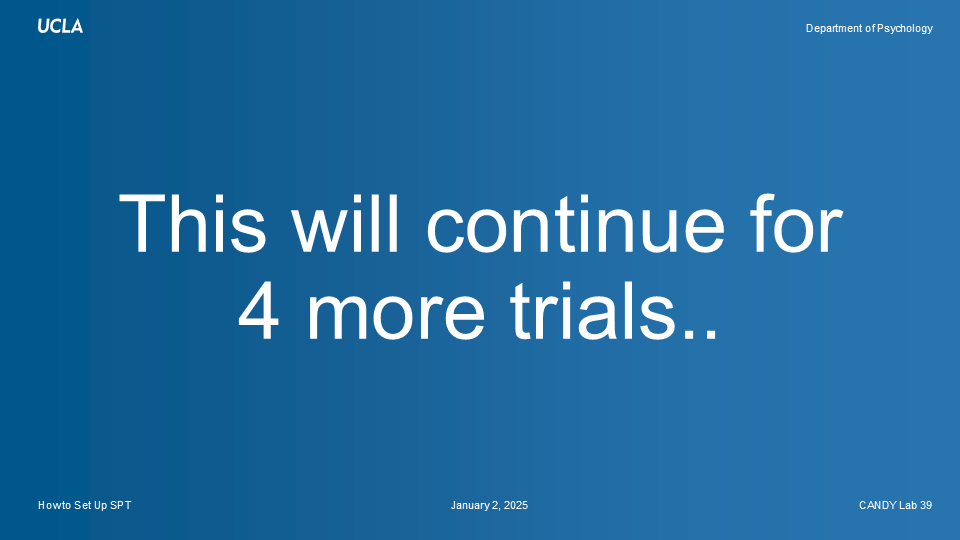 UCLA
Department of Psychology
This will continue for
4 more trials..
Howto Set Up SPT
January 2, 2025
CANDY Lab 39